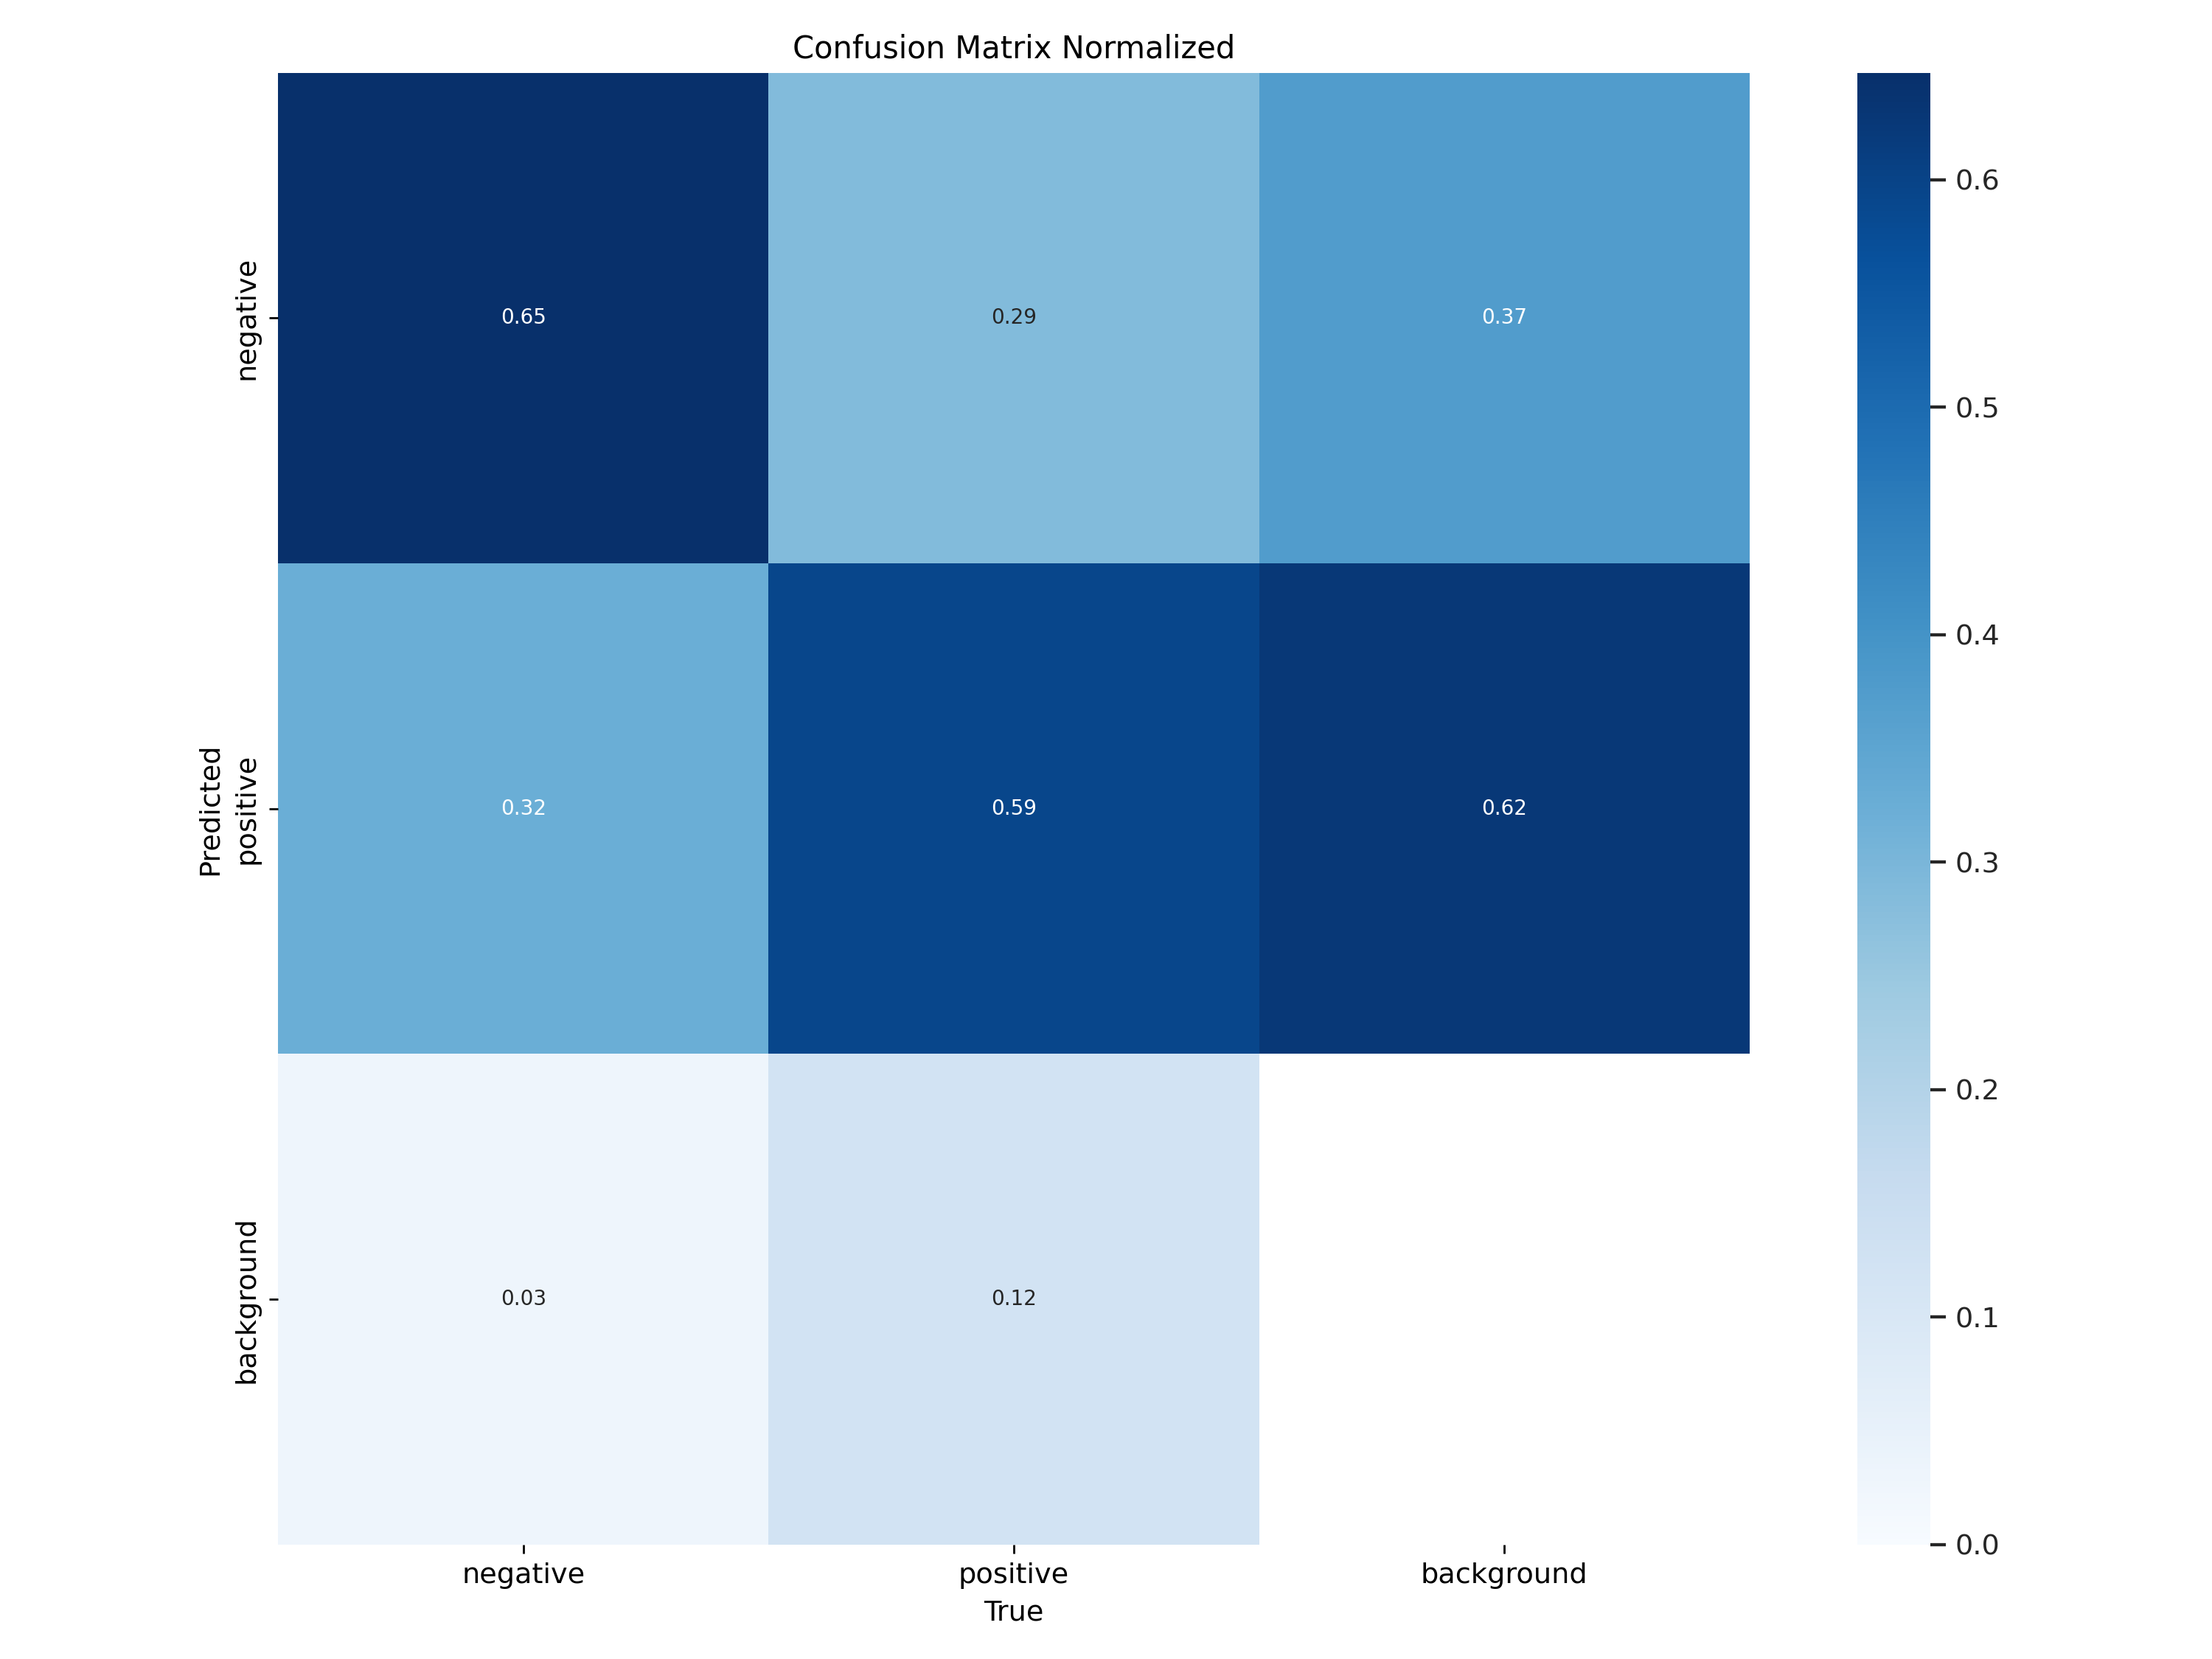 Confusion Matrix Normalized
negative
0.65
0.29
0.37
Predicted
positive
0.32
0.59
0.62
background
0.03
0.12
negative
positive
background
True
0.6
0.5
0.4
0.3
0.2
0.1
0.0